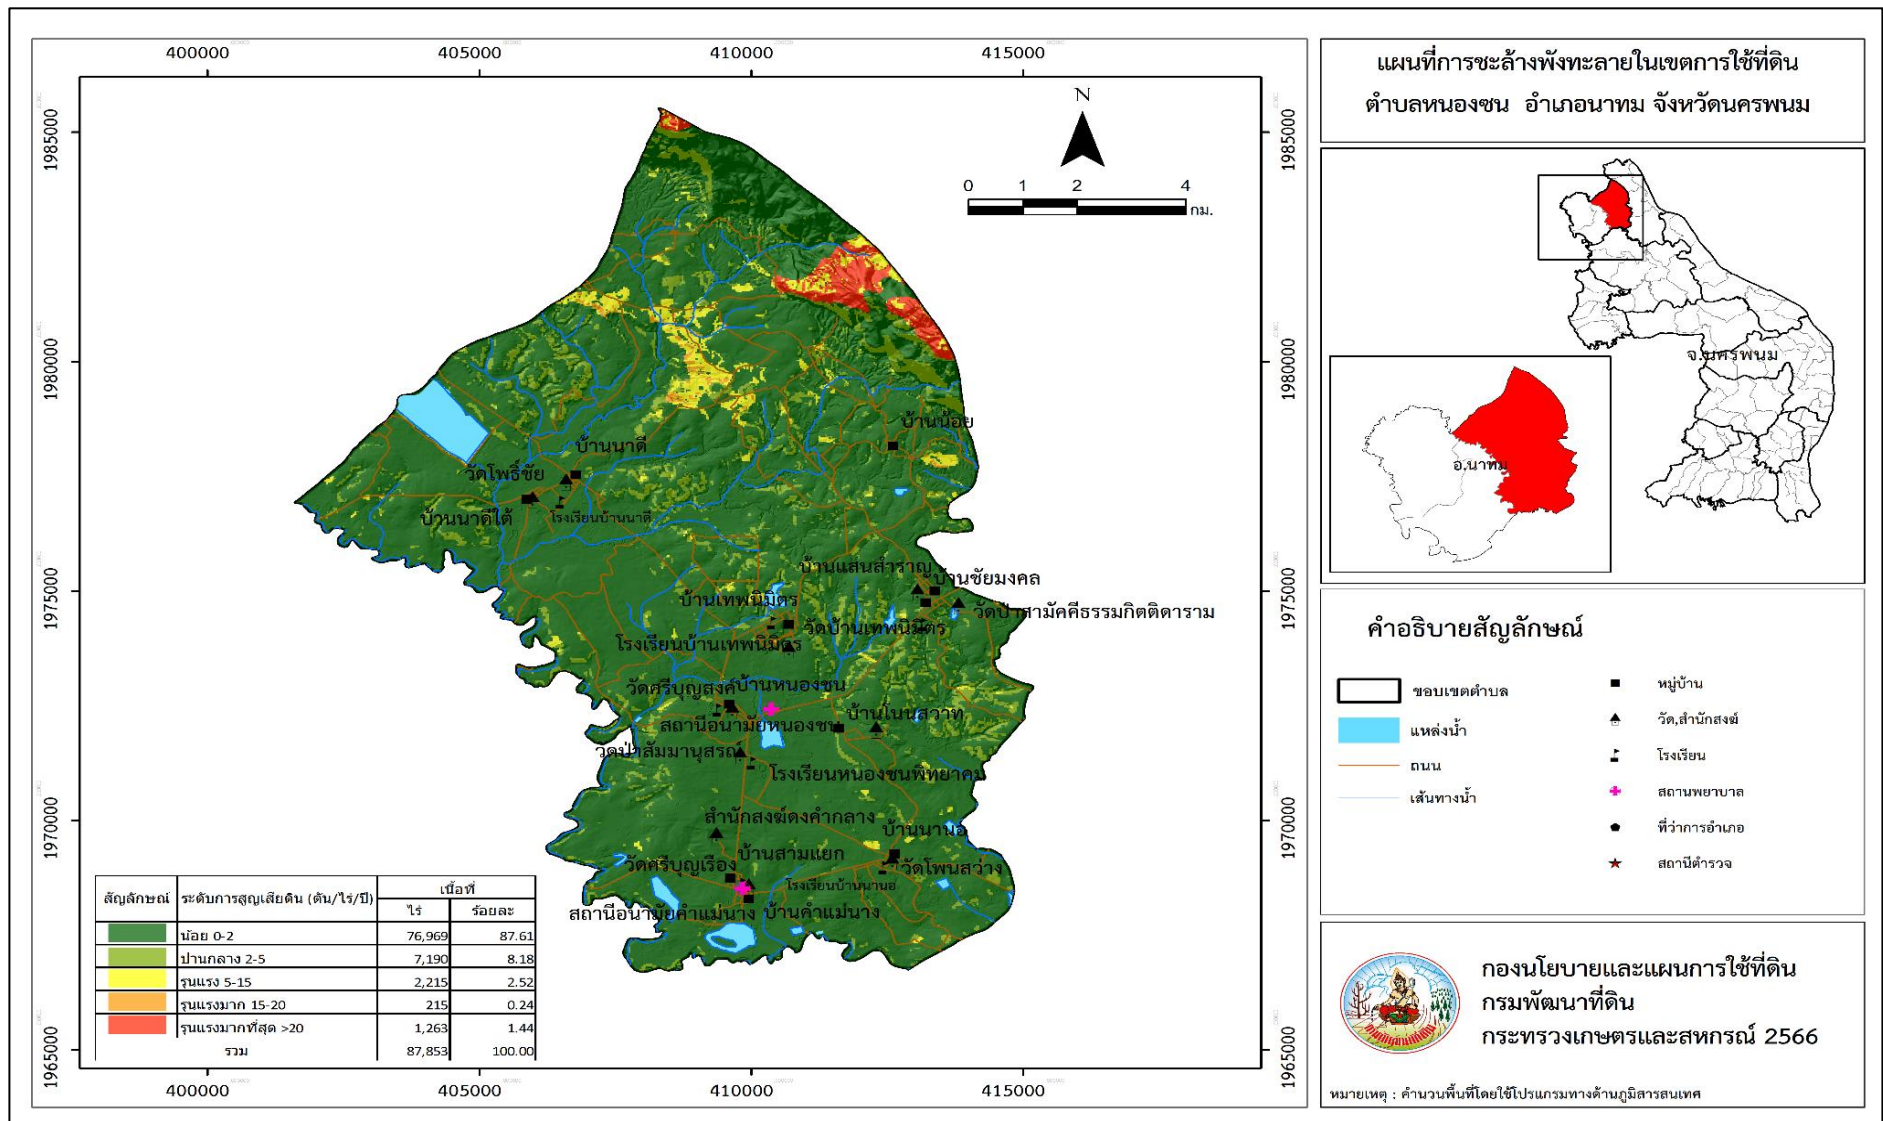 แผนที่การชะล้างพังทะลายในเขตการใช้ที่ดิน
ตำบลหนองซน อำเภอนาทม จังหวัดนครพนม
400000 405000 410000 415000
1985000 1985000
1980000 1980000
1975000 1975000
1970000 1970000
1965000 1965000
400000 405000 410000 415000
N
0 1 2 4
กม.
บ้านน้อย
บ้านนาดี
วัดโพธิ์ชัย
บ้านนาดีใต้
โรงเรียนบ้านนาดี
บ้านแสนสำราญ
บ้านชัยมงคล
บ้านเทพนิมิตร
วัดป่าสามัคคีธรรมกิตติดาราม
วัดบ้านเทพนิมิตร
โรงเรียนบ้านเทพนิมิตร
วัดศรีบุญสงค์
บ้านหนองซน
บ้านโนนสวาท
สถานีอนามัยหนองซน
วัดป่าสัมมานุสรณ์
โรงเรียนหนองซนพิทยาคม
สำนักสงฆ์ดงคำกลาง
บ้านนานอ
บ้านสามแยก
วัดศรีบุญเรือง
วัดโพนสว่าง
โรงเรียนบ้านนานอ
สถานีอนามัยคำแม่นาง
บ้านคำแม่นาง
สัญลักษณ์ ระดับการสูญเสียดิน (ตัน/ไร่/ปี) เนื้อที่
ไร่ ร้อยละ
น้อย 0-2 76,969 87.61
ปานกลาง 2-5 7,190 8.18
รุนแรง 5-15 2,215 2.52
รุนแรงมาก 15-20 215 0.24
รุนแรงมากที่สุด >20 1,263 1.44
รวม 87,853 100.00
จ.นครพนม
อ.นาทม
คำอธิบายสัญลักษณ์
ขอบเขตตำบล
แหล่งน้ำ
ถนน
เส้นทางน้ำ
หมู่บ้าน
วัด,สำนักสงฆ์
โรงเรียน
สถานพยาบาล
ที่ว่าการอำเภอ
สถานีตำรวจ
กองนโยบายและแผนการใช้ที่ดิน
กรมพัฒนาที่ดิน
กระทรวงเกษตรและสหกรณ์ 2566
หมายเหตุ : คำนวนพื้นที่โดยใช้โปรแกรมทางด้านภูมิสารสนเทศ